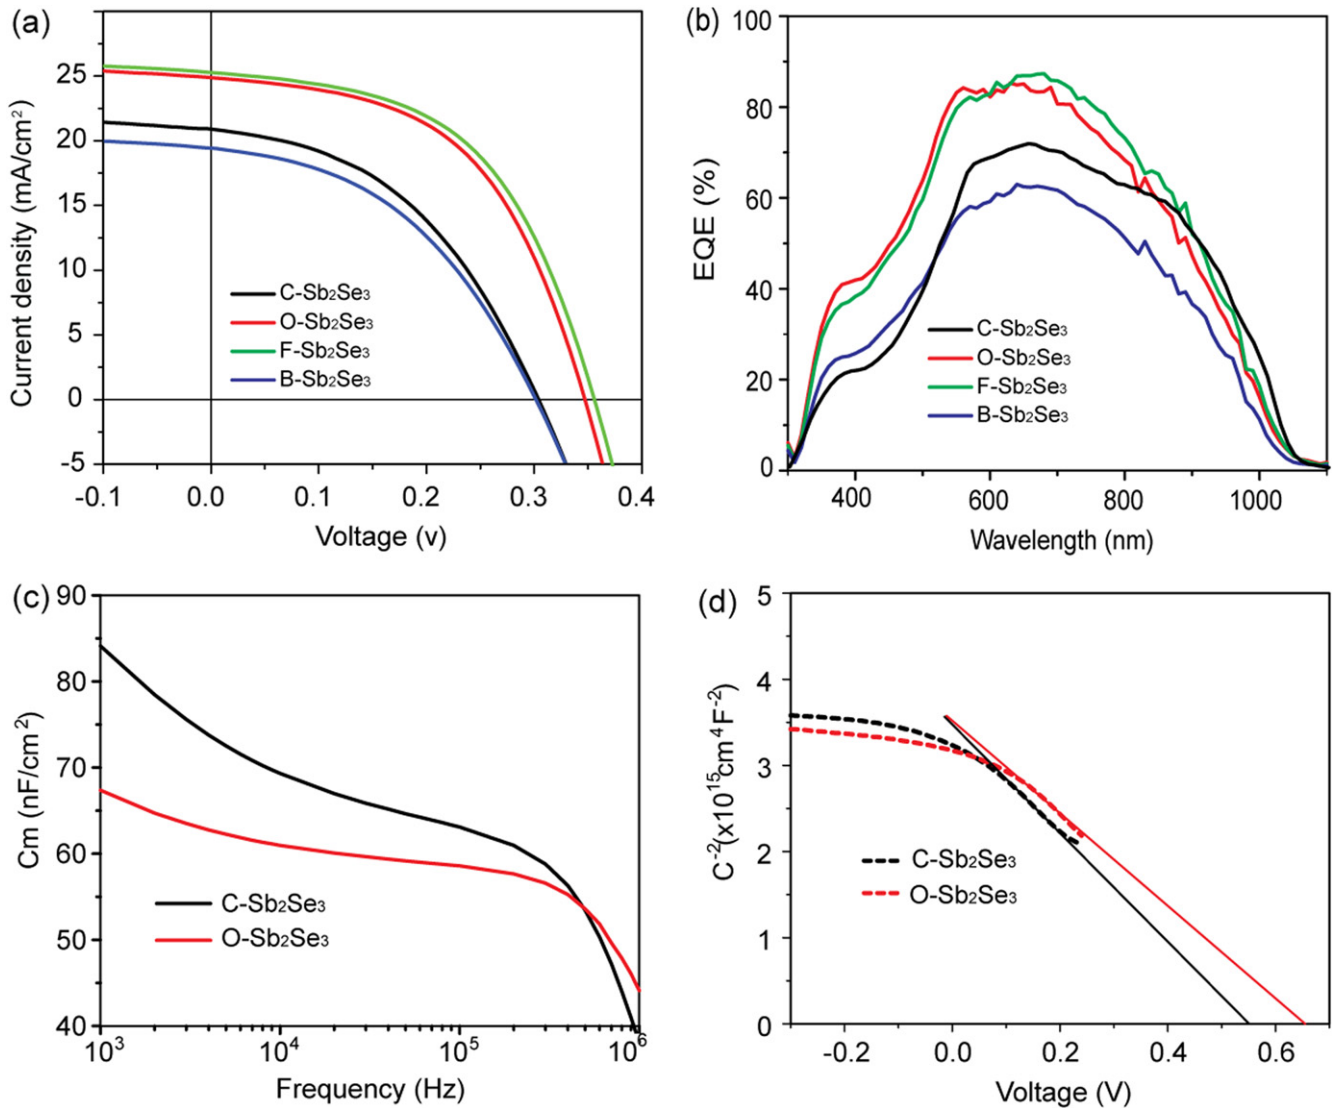 (a)
25
20
15
10
5
0
-5
Current density (mA/cm²)
C-Sb₂Se₃
O-Sb₂Se₃
F-Sb₂Se₃
B-Sb₂Se₃
-0.1 0.0 0.1 0.2 0.3 0.4
Voltage (v)
(b)
100
80
60
40
20
0
EQE (%)
C-Sb₂Se₃
O-Sb₂Se₃
F-Sb₂Se₃
B-Sb₂Se₃
400 600 800 1000
Wavelength (nm)
(c)
90
80
70
60
50
40
Cm (nF/cm²)
C-Sb₂Se₃
O-Sb₂Se₃
10³ 10⁴ 10⁵ 10⁶
Frequency (Hz)
(d)
5
4
3
2
1
0
C⁻²(x10¹⁵cm⁴F⁻²)
C-Sb₂Se₃
O-Sb₂Se₃
-0.2 0.0 0.2 0.4 0.6
Voltage (V)